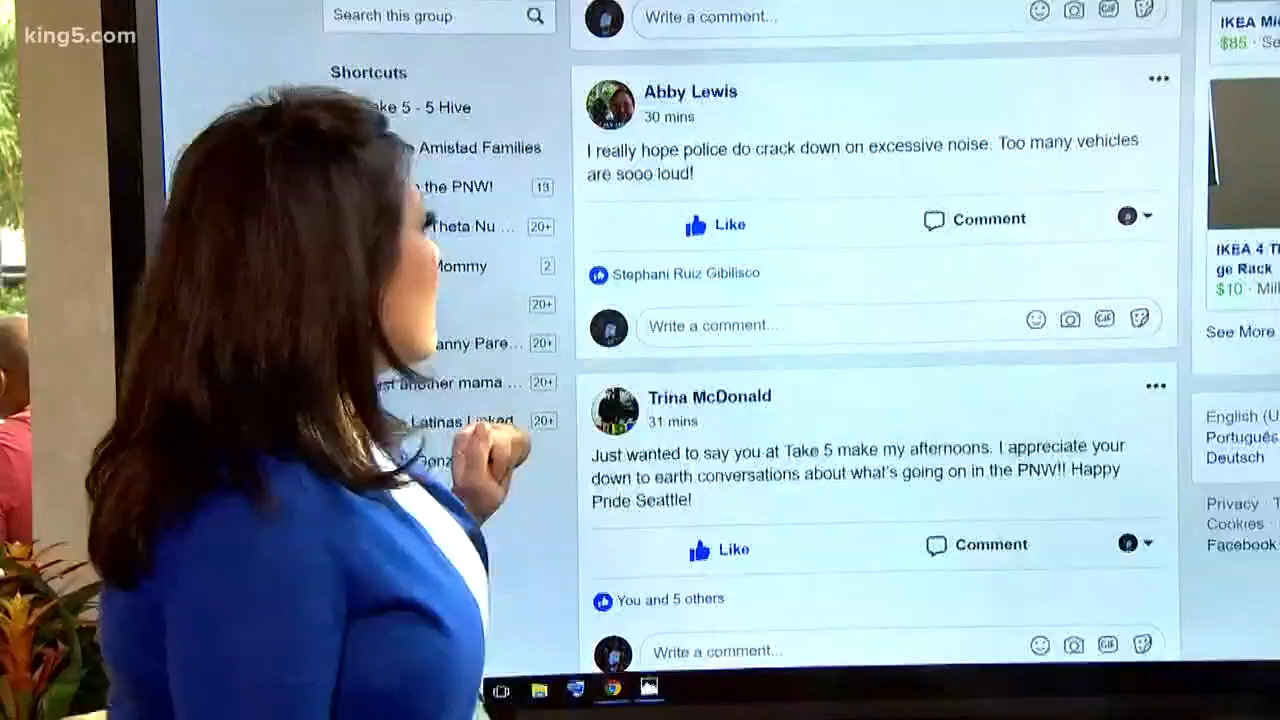 king5.com
Search this group
Shortcuts
ke 5 - 5 Hive
Amistad Families
the PNW! 13
Theta Nu ... 20+
Mommy 2
20+
anny Pare... 20+
another mama ... 20+
Latinas Linked 20+
Write a comment...
GIF
Abby Lewis
30 mins
I really hope police do crack down on excessive noise. Too many vehicles
are sooo loud!
Like Comment
Stephani Ruiz Gibilisco
Write a comment...
GIF
Trina McDonald
31 mins
Just wanted to say you at Take 5 make my afternoons. I appreciate your
down to earth conversations about what's going on in the PNW!! Happy
Pride Seattle!
Like Comment
You and 5 others
Write a comment...
GIF
IKEA
$85 · Se
IKEA 4 T
ge Rack
$10 · Mil
See More
English (U
Português
Deutsch
Privacy
Cookies
Facebook